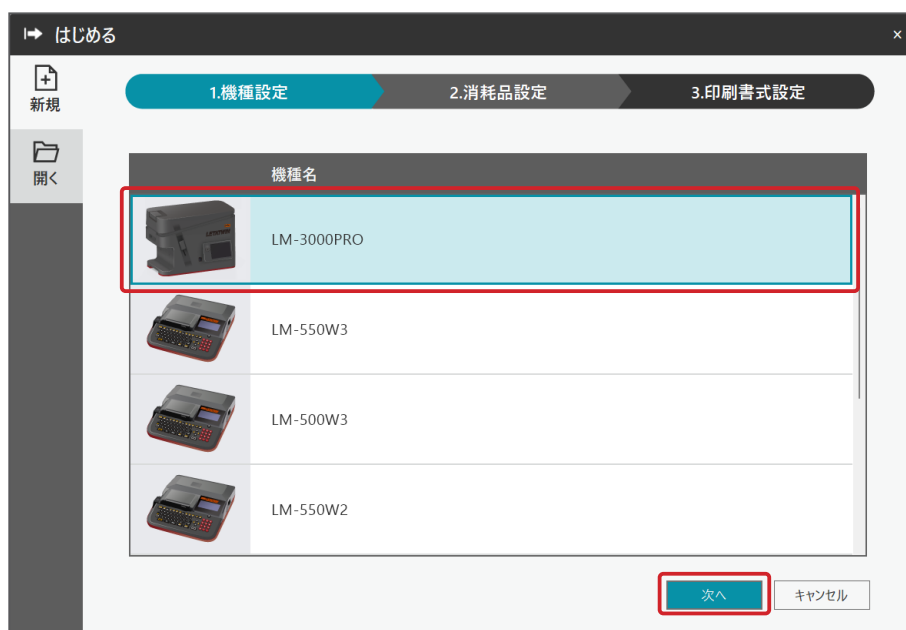 はじめる
×
新規
開く
1.機種設定
2.消耗品設定
3.印刷書式設定
機種名
LM-3000PRO
LM-550W3
LM-500W3
LM-550W2
次へ
キャンセル